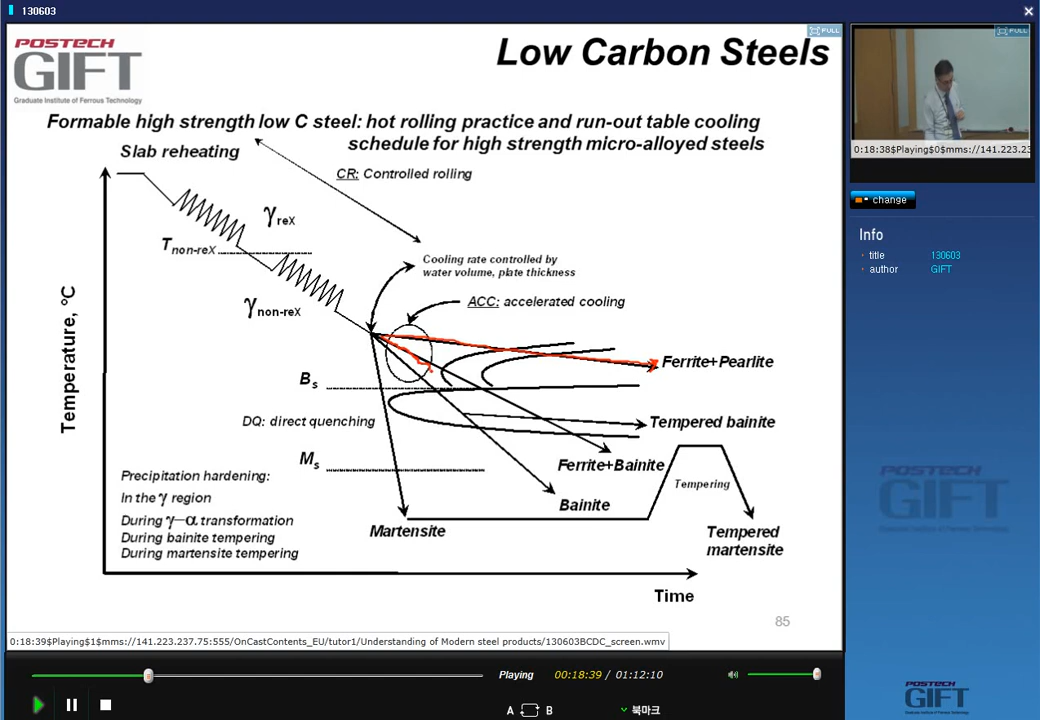 130603
FULL
FULL
POSTECH
GIFT
Graduate Institute of Ferrous Technology
Low Carbon Steels
Formable high strength low C steel: hot rolling practice and run-out table cooling
schedule for high strength micro-alloyed steels
Slab reheating
CR: Controlled rolling
γreX
Tnon-reX
Cooling rate controlled by
water volume, plate thickness
γnon-reX
ACC: accelerated cooling
Temperature, °C
Ferrite+Pearlite
Bs
DQ: direct quenching
Tempered bainite
Ms
Ferrite+Bainite
Precipitation hardening:
In the γ region
During γ–α transformation
During bainite tempering
During martensite tempering
Tempering
Bainite
Martensite
Tempered
martensite
Time
85
0:18:39$Playing$1$mms://141.223.237.75:555/OnCastContents_EU/tutor1/Understanding of Modern steel products/130603BCDC_screen.wmv
Playing 00:18:39 / 01:12:10
A B
북마크
0:18:38$Playing$0$mms://141.223.23
change
Info
title 130603
author GIFT
POSTECH
GIFT
POSTECH
GIFT